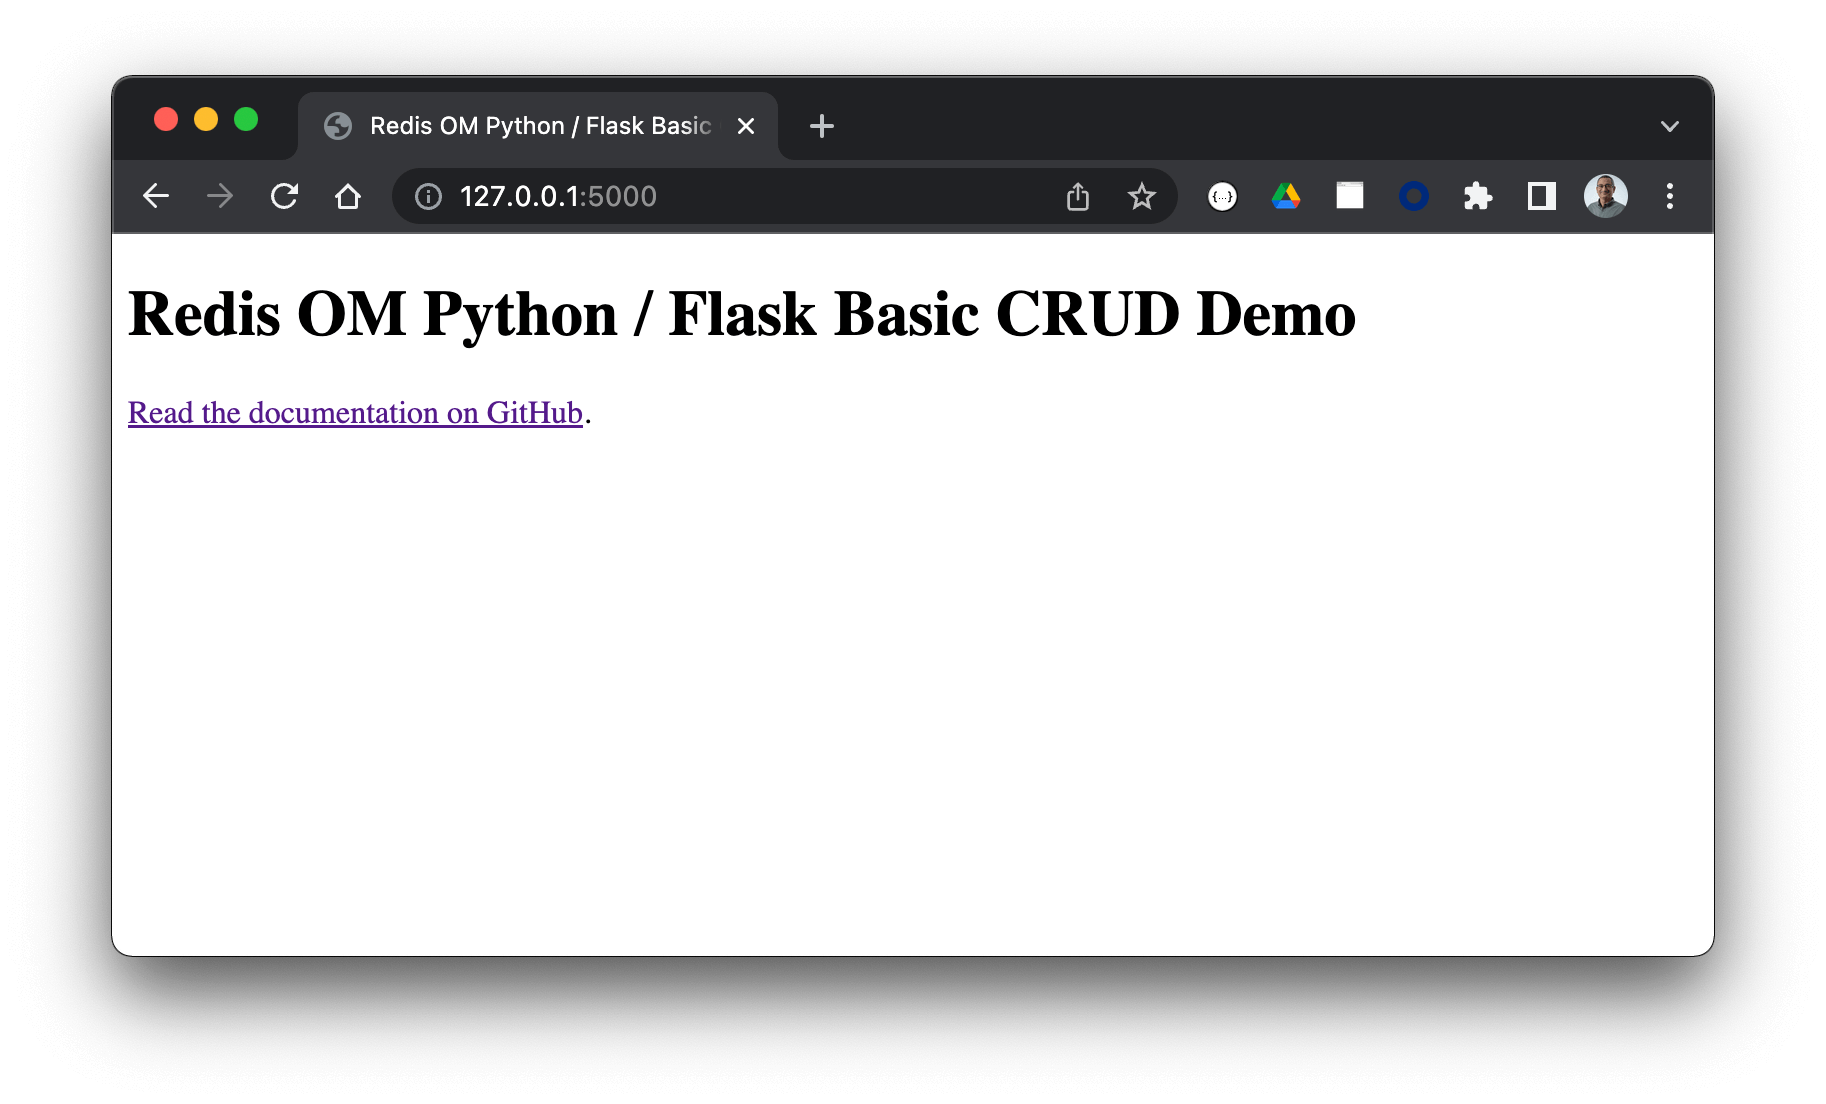 Redis OM Python / Flask Basic
127.0.0.1:5000
Redis OM Python / Flask Basic CRUD Demo
Read the documentation on GitHub.